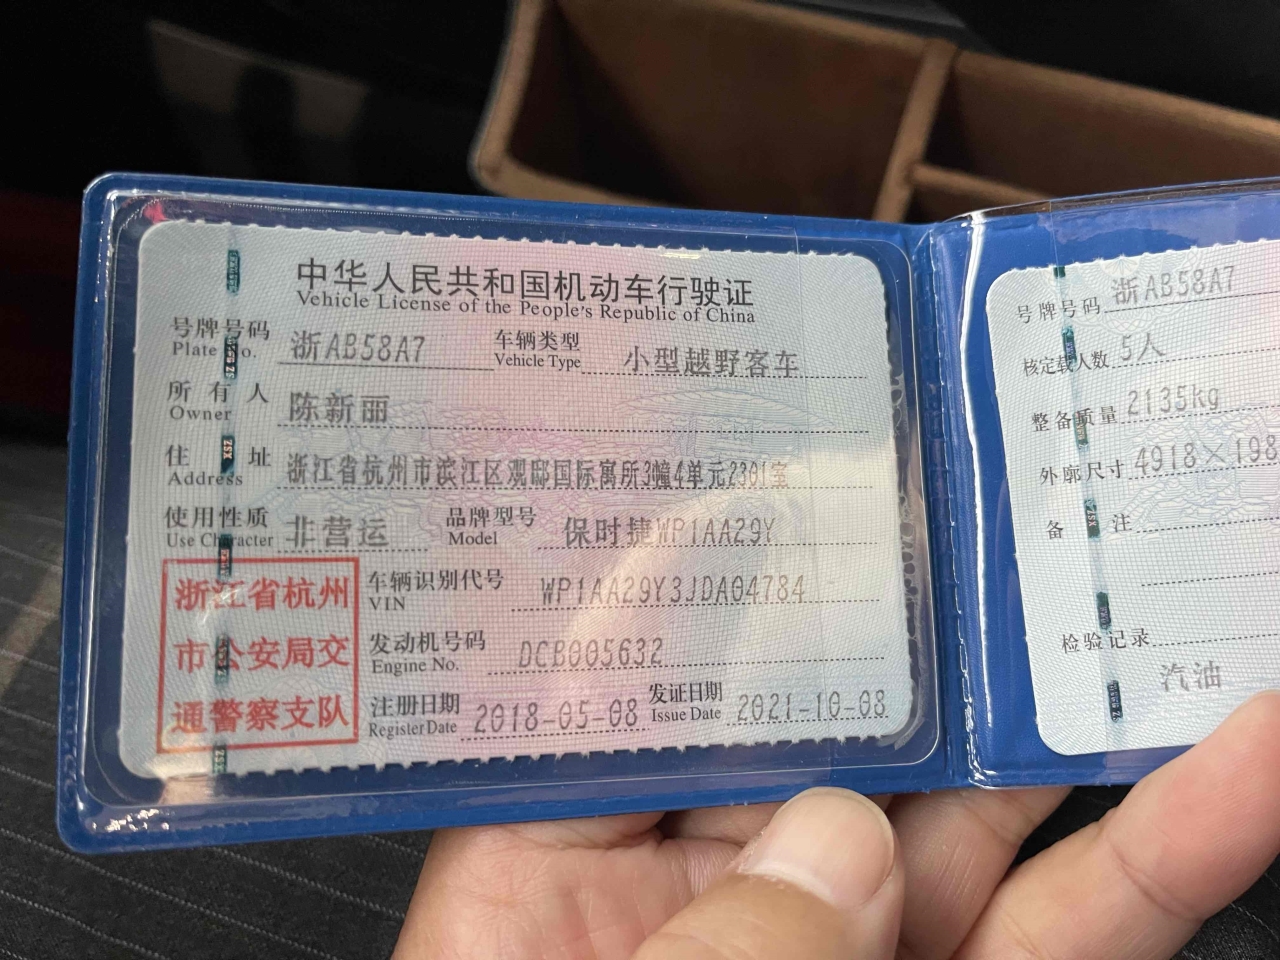 中华人民共和国机动车行驶证
Vehicle License of the People's Republic of China
号牌号码 浙AB58A7 车辆类型 小型越野客车
Plate No. Vehicle Type
所有人 陈新丽
Owner
住址 浙江省杭州市滨江区观邸国际寓所3幢4单元2301室
Address
使用性质 非营运 品牌型号 保时捷WP1AA29Y
Use Character Model
浙江省杭州
市公安局交
通警察支队
车辆识别代号 WP1AA29Y3JDA04784
VIN
发动机号码 DCB005632
Engine No.
注册日期 2018-05-08 发证日期 2021-10-08
Register Date Issue Date
号牌号码 浙AB58A7
核定载人数 5人
整备质量 2135kg
外廓尺寸 4918×198
备注
检验记录
汽油